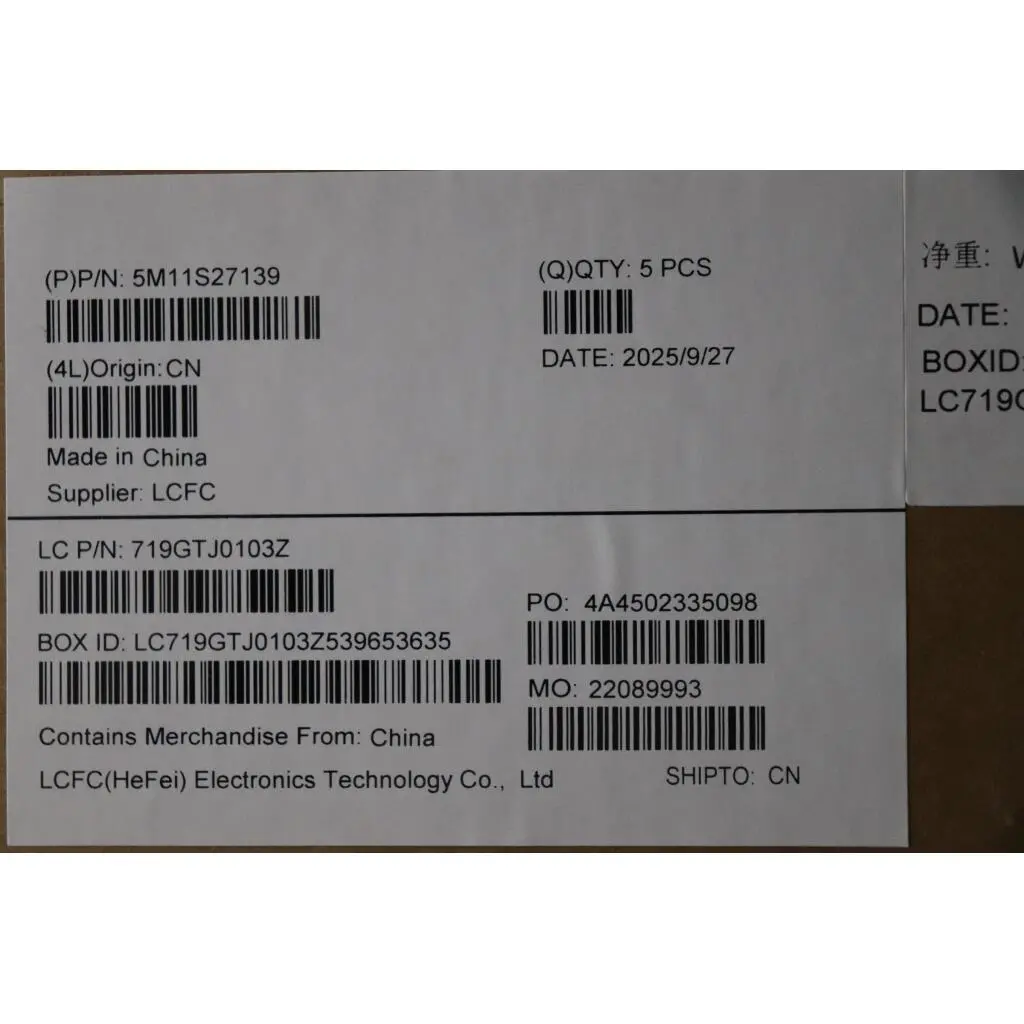 (P)P/N: 5M11S27139
(Q)QTY: 5 PCS
(4L)Origin:CN
DATE: 2025/9/27
Made in China
Supplier: LCFC
LC P/N: 719GTJ0103Z
BOX ID: LC719GTJ0103Z539653635
PO: 4A4502335098
MO: 22089993
Contains Merchandise From: China
LCFC(HeFei) Electronics Technology Co., Ltd
SHIPTO: CN
净重:
DATE:
BOXID: